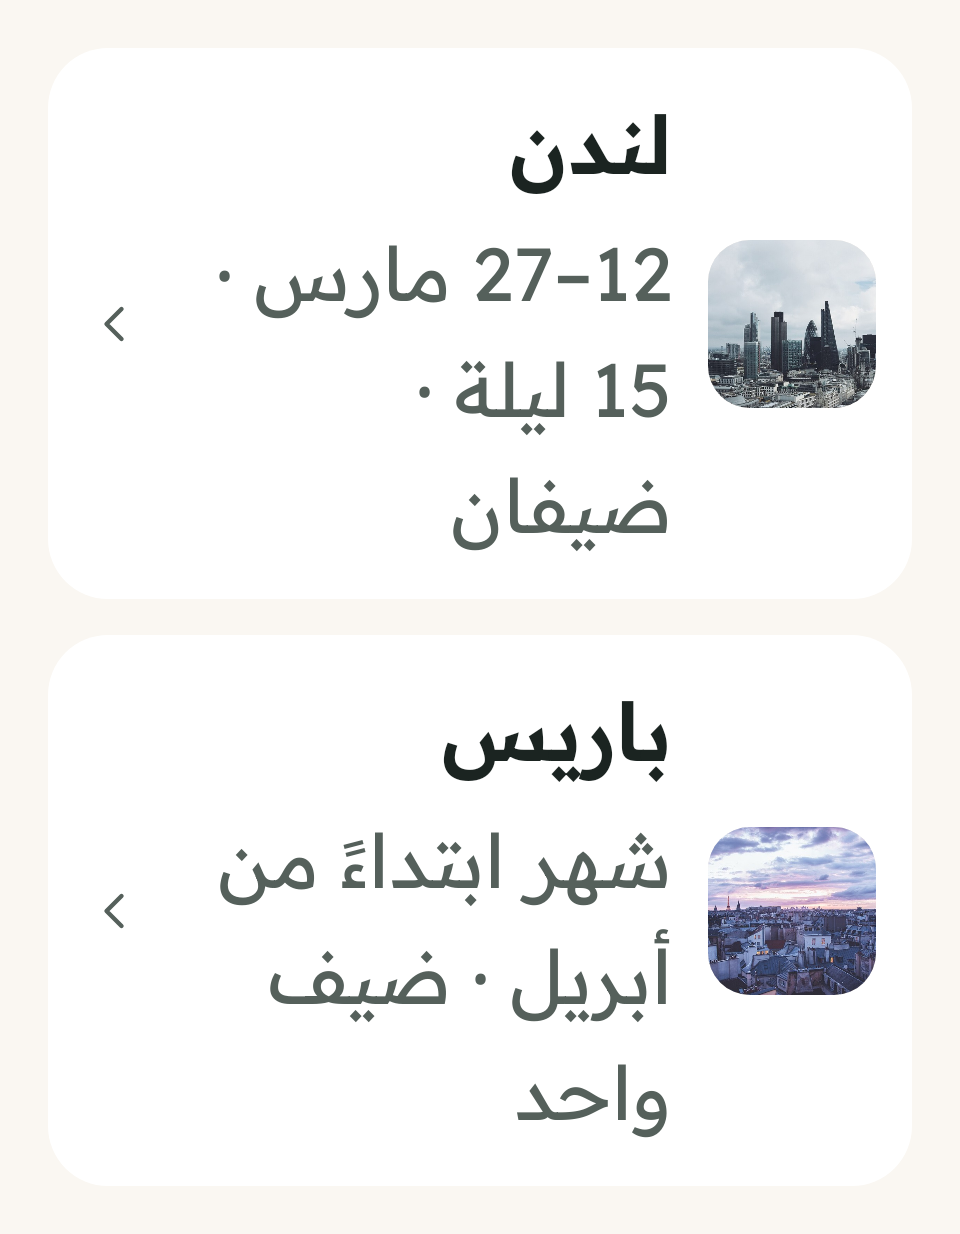 لندن
12–27 مارس ·
15 ليلة ·
ضيفان
باريس
شهر ابتداءً من
أبريل · ضيف
واحد